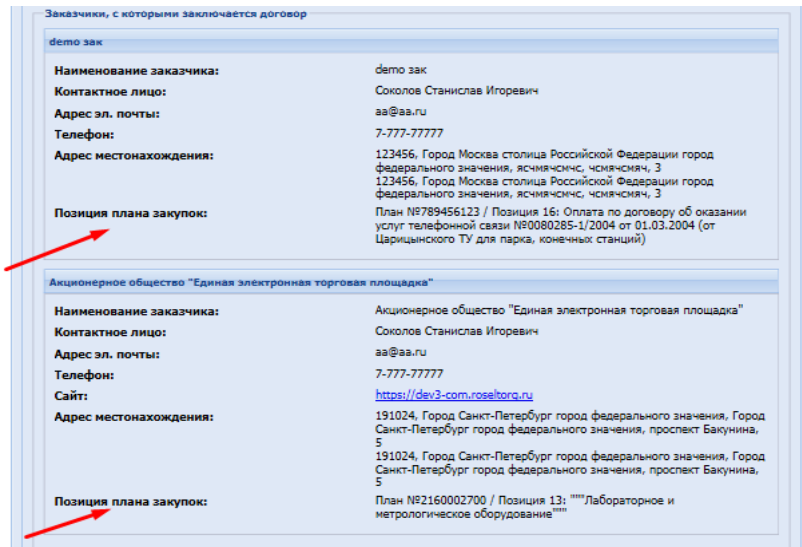 Заказчики, с которыми заключается договор
demo зак
Наименование заказчика: demo зак
Контактное лицо: Соколов Станислав Игоревич
Адрес эл. почты: aa@aa.ru
Телефон: 7-777-77777
Адрес местонахождения: 123456, Город Москва столица Российской Федерации город
федерального значения, ясчмячсмчс, чсмячсмяч, 3
123456, Город Москва столица Российской Федерации город
федерального значения, ясчмячсмчс, чсмячсмяч, 3
Позиция плана закупок: План №789456123 / Позиция 16: Оплата по договору об оказании
услуг телефонной связи №0080285-1/2004 от 01.03.2004 (от
Царицынского ТУ для парка, конечных станций)
Акционерное общество "Единая электронная торговая площадка"
Наименование заказчика: Акционерное общество "Единая электронная торговая площадка"
Контактное лицо: Соколов Станислав Игоревич
Адрес эл. почты: aa@aa.ru
Телефон: 7-777-77777
Сайт: https://dev3-com.roseltorg.ru
Адрес местонахождения: 191024, Город Санкт-Петербург город федерального значения, Город
Санкт-Петербург город федерального значения, проспект Бакунина,
5
191024, Город Санкт-Петербург город федерального значения, Город
Санкт-Петербург город федерального значения, проспект Бакунина,
5
Позиция плана закупок: План №2160002700 / Позиция 13: """Лабораторное и
метрологическое оборудование"""